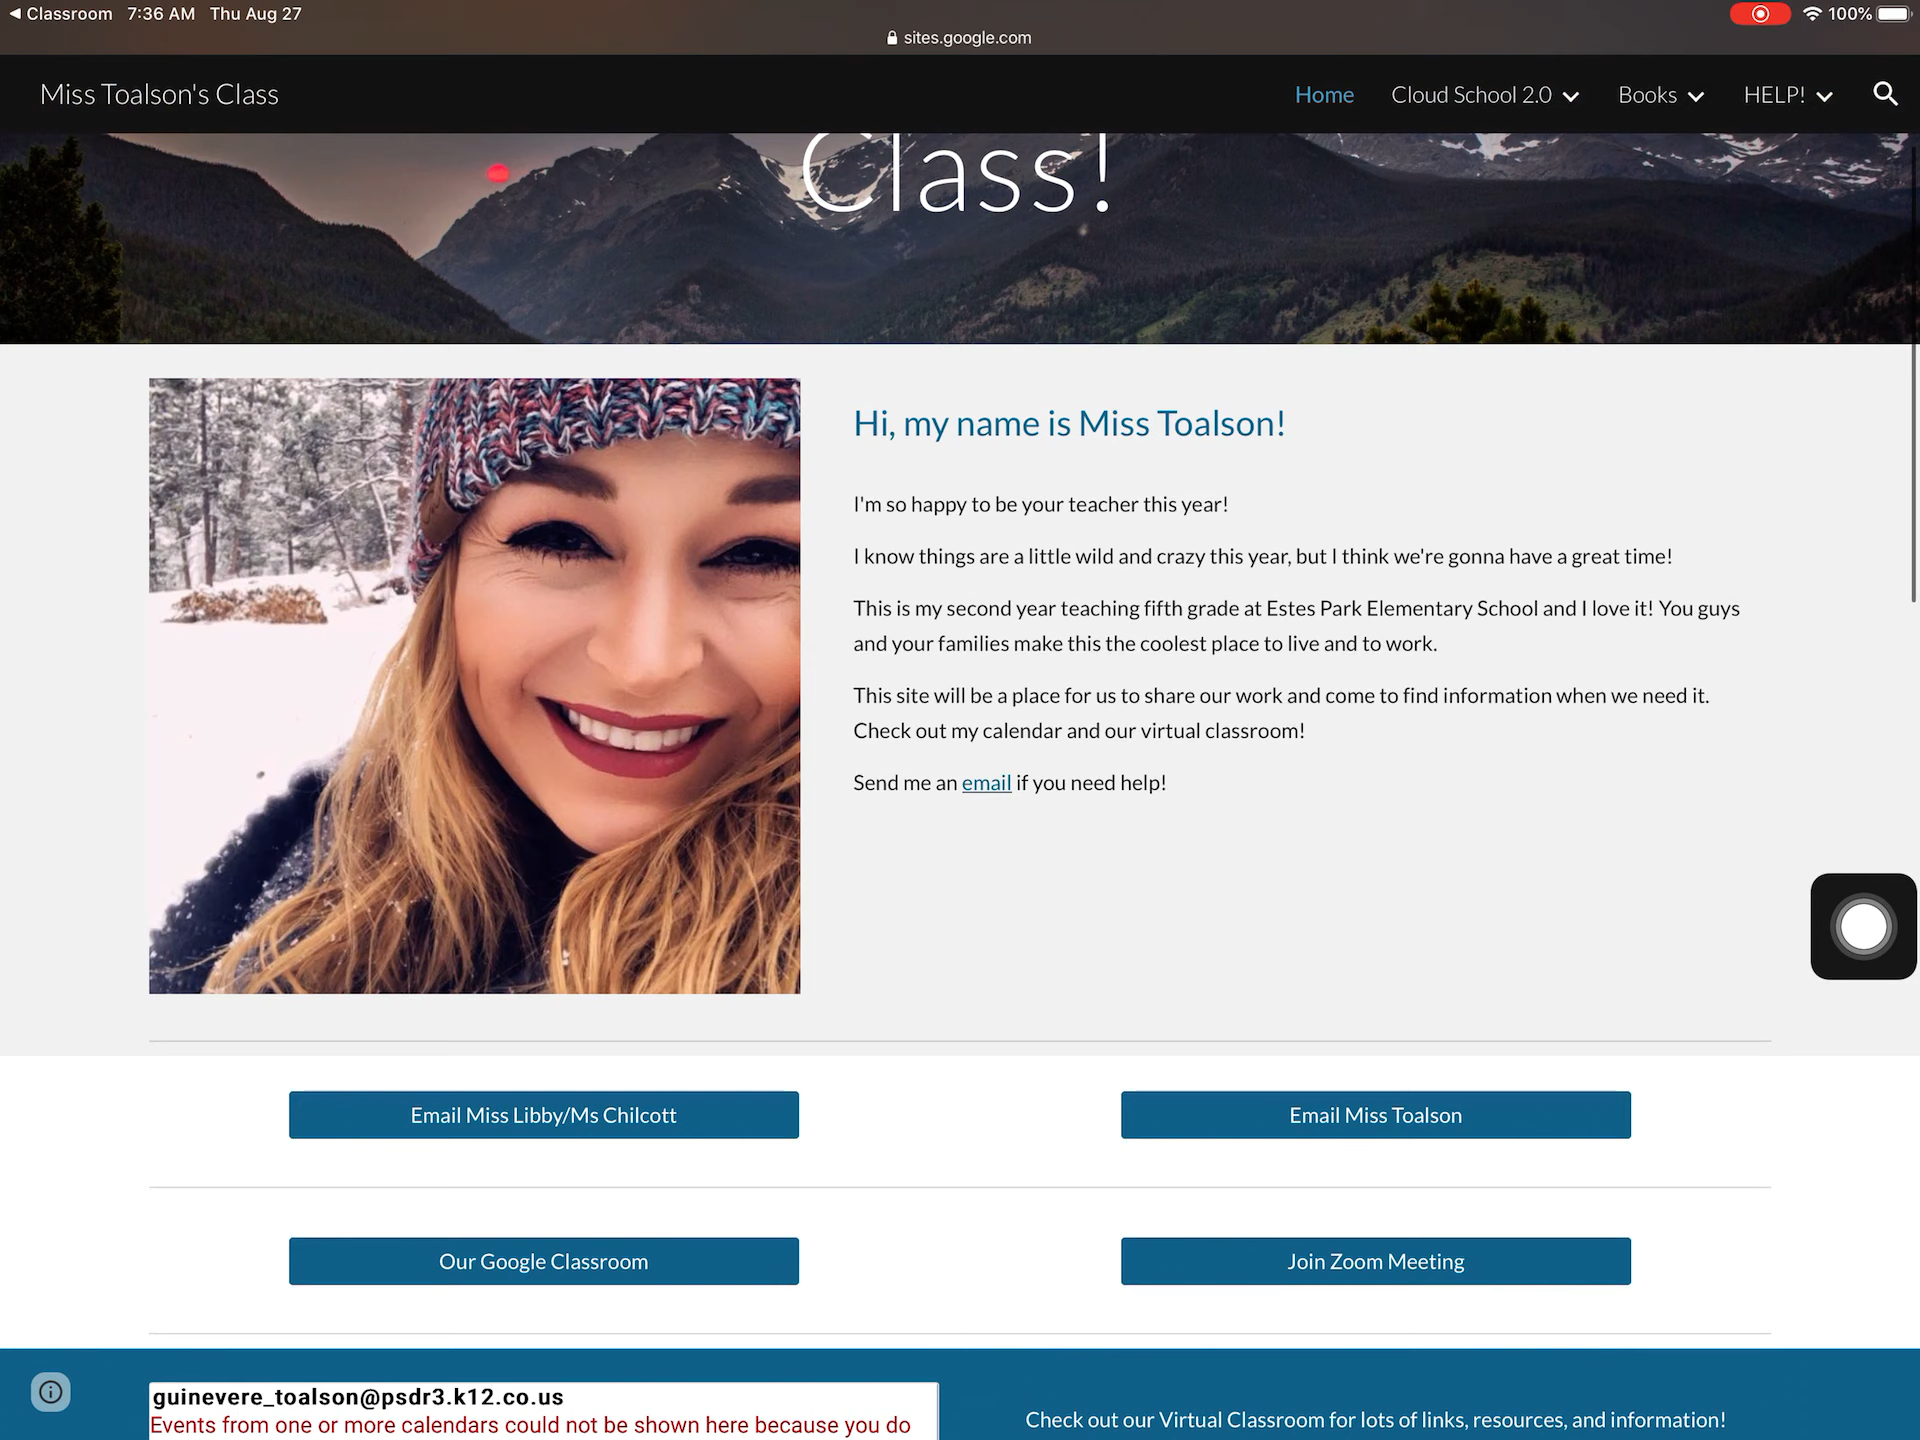 Classroom 7:36 AM Thu Aug 27
100%
sites.google.com
Miss Toalson's Class
Home Cloud School 2.0 Books HELP!
Class!
Hi, my name is Miss Toalson!
I'm so happy to be your teacher this year!
I know things are a little wild and crazy this year, but I think we're gonna have a great time!
This is my second year teaching fifth grade at Estes Park Elementary School and I love it! You guys
and your families make this the coolest place to live and to work.
This site will be a place for us to share our work and come to find information when we need it.
Check out my calendar and our virtual classroom!
Send me an email if you need help!
Email Miss Libby/Ms Chilcott
Email Miss Toalson
Our Google Classroom
Join Zoom Meeting
guinevere_toalson@psdr3.k12.co.us
Events from one or more calendars could not be shown here because you do
Check out our Virtual Classroom for lots of links, resources, and information!